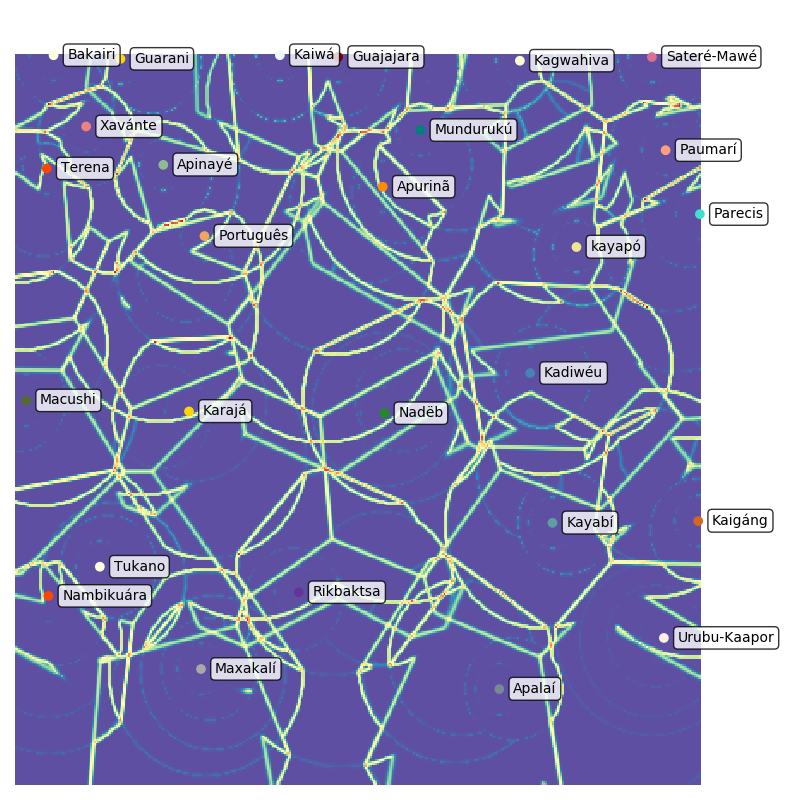 Bakairi
Guarani
Kaiwá
Guajajara
Kagwahiva
Sateré-Mawé
Xavánte
Mundurukú
Paumarí
Terena
Apinayé
Apurinã
Parecis
Português
kayapó
Kadiwéu
Macushi
Karajá
Nadëb
Kayabí
Kaigáng
Tukano
Nambikuára
Rikbaktsa
Urubu-Kaapor
Maxakalí
Apalaí